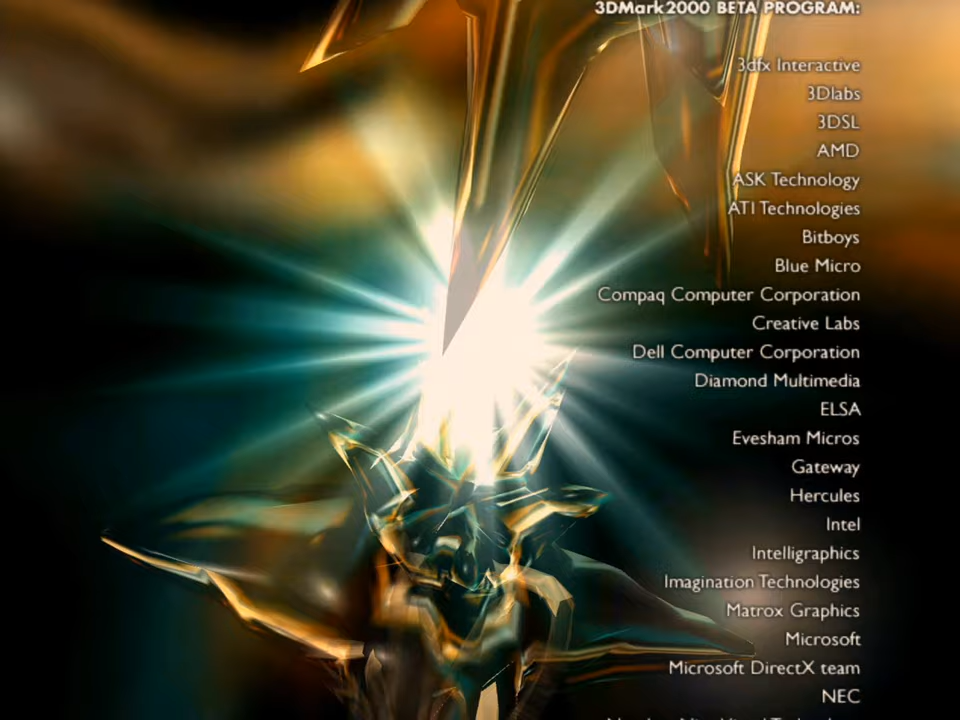 3DMark2000 BETA PROGRAM:
3dfx Interactive
3Dlabs
3DSL
AMD
ASK Technology
ATI Technologies
Bitboys
Blue Micro
Compaq Computer Corporation
Creative Labs
Dell Computer Corporation
Diamond Multimedia
ELSA
Evesham Micros
Gateway
Hercules
Intel
Intelligraphics
Imagination Technologies
Matrox Graphics
Microsoft
Microsoft DirectX team
NEC